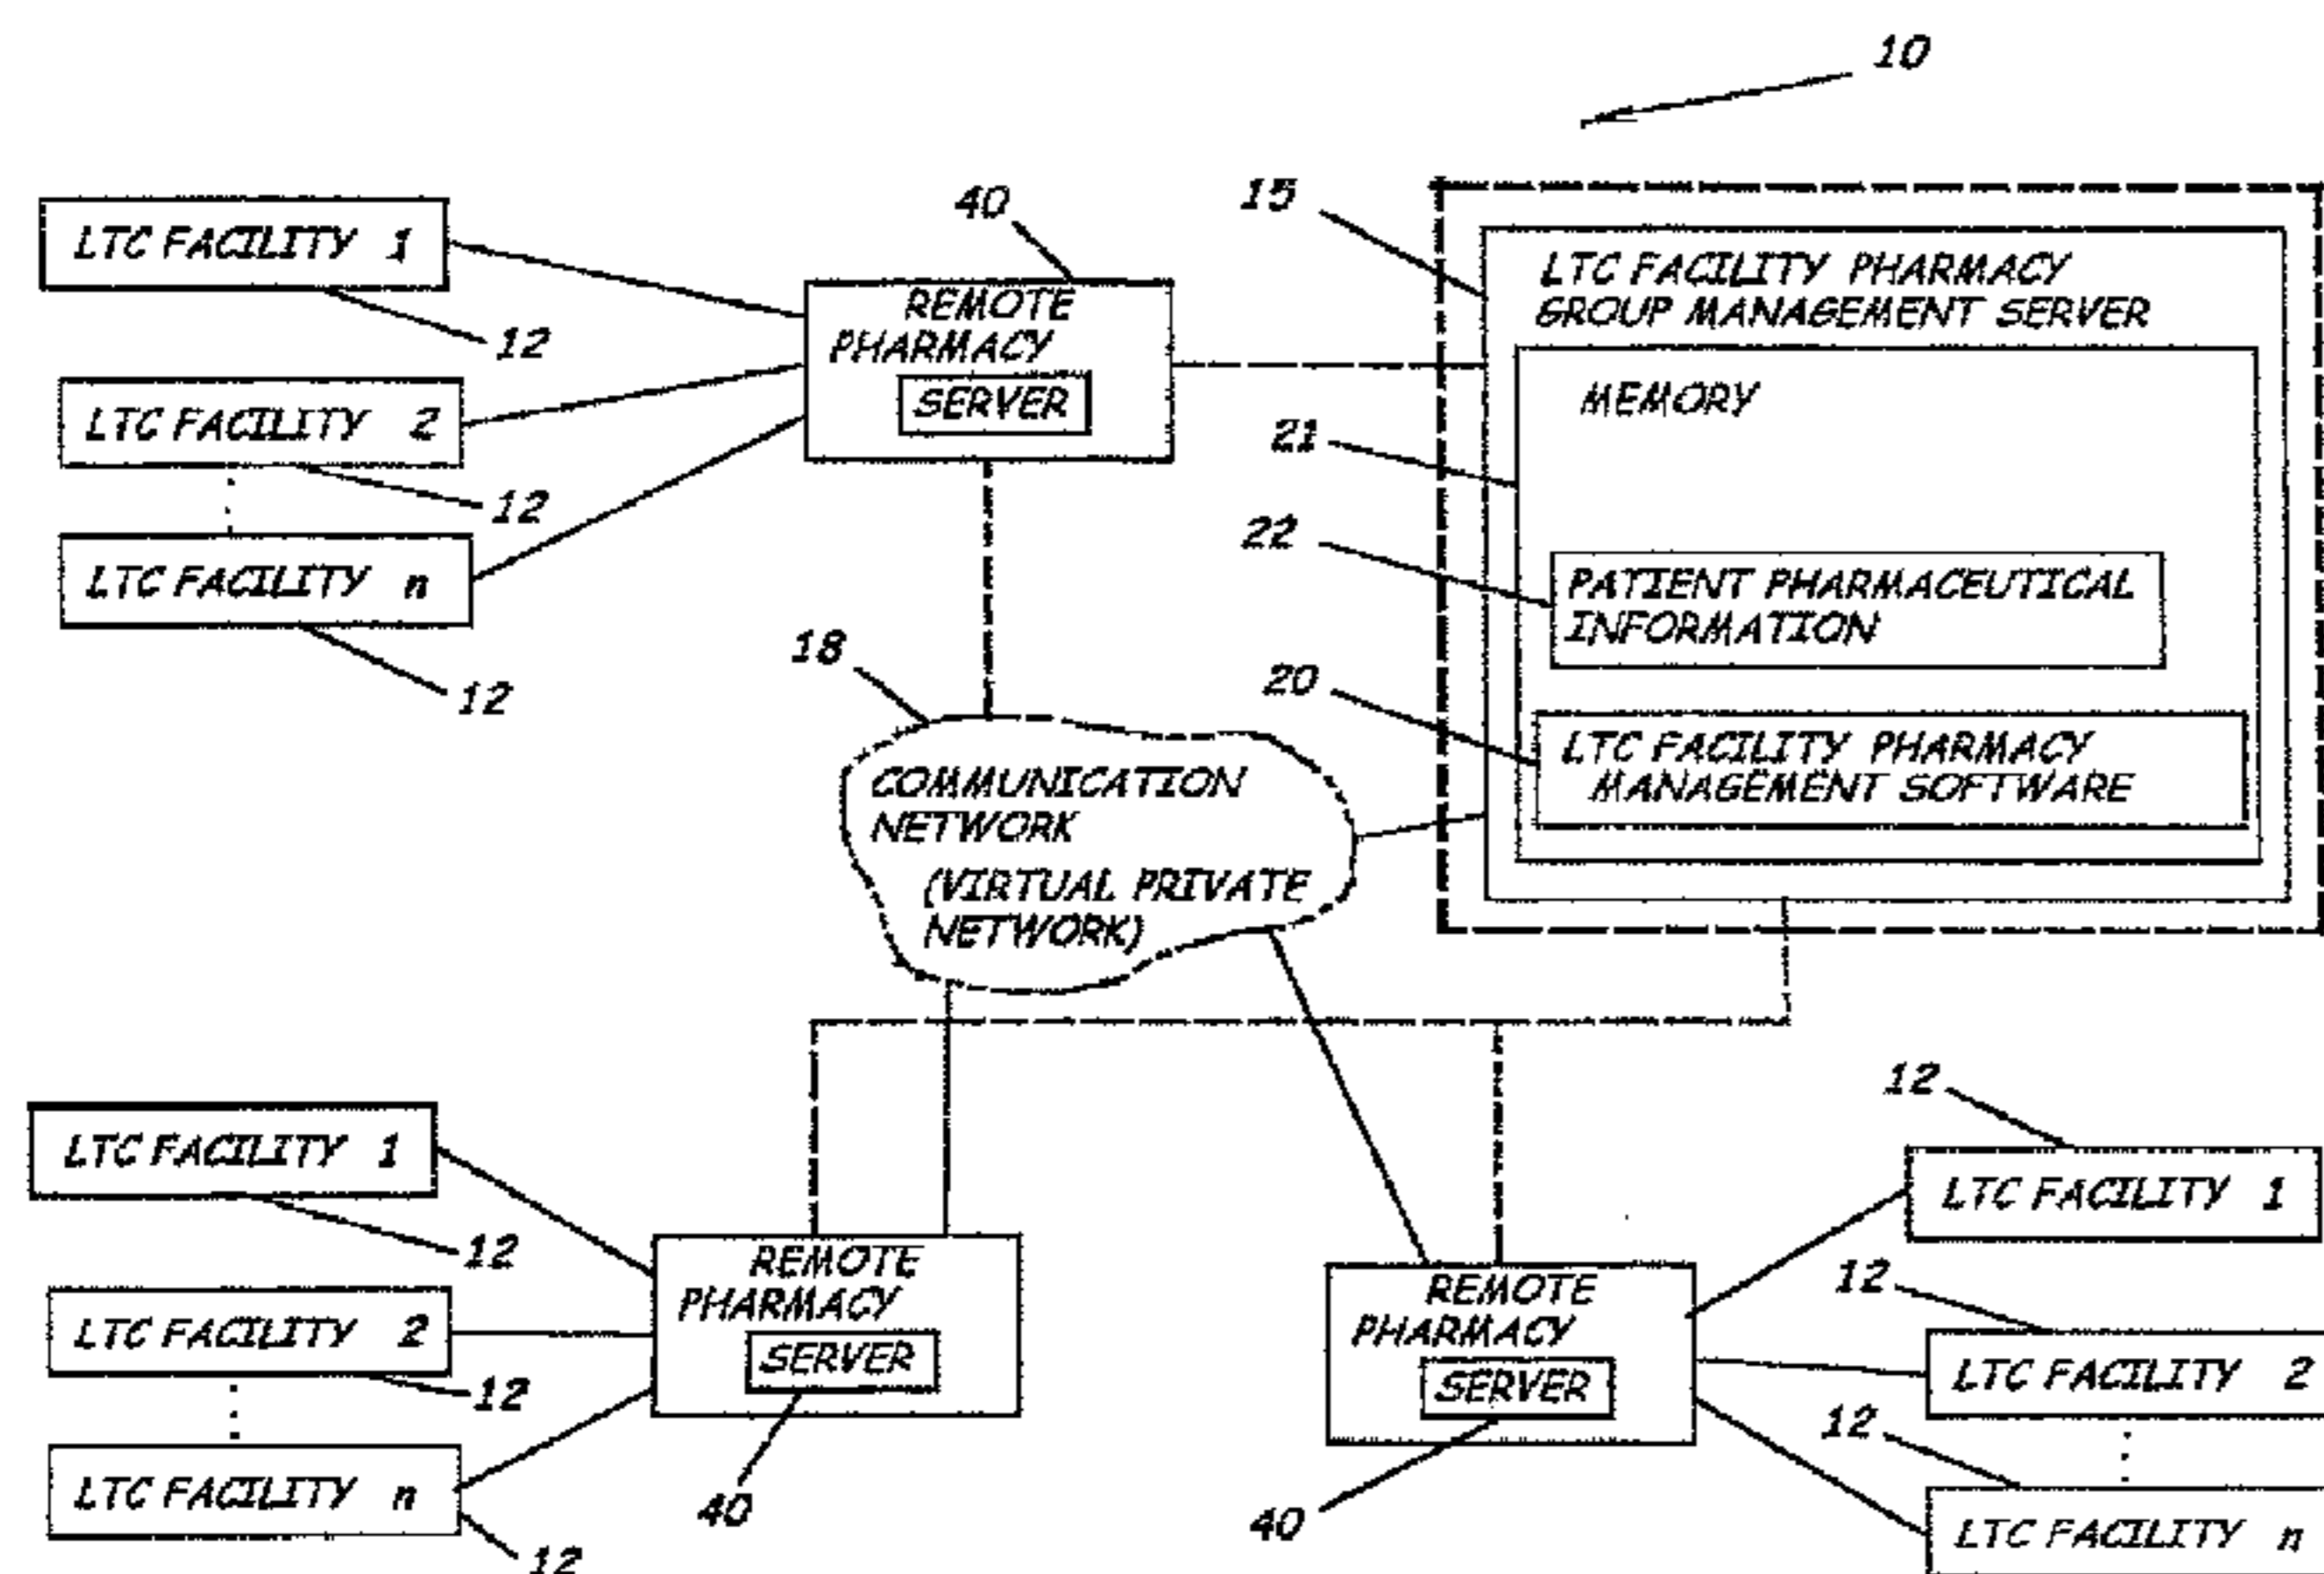 10
LTC FACILITY 1
12
LTC FACILITY 2
12
LTC FACILITY n
12
40
REMOTE
PHARMACY
SERVER
15
LTC FACILITY PHARMACY
GROUP MANAGEMENT SERVER
21
MEMORY
22
PATIENT PHARMACEUTICAL
INFORMATION
20
LTC FACILITY PHARMACY
MANAGEMENT SOFTWARE
18
COMMUNICATION
NETWORK
(VIRTUAL PRIVATE
NETWORK)
LTC FACILITY 1
12
LTC FACILITY 2
12
LTC FACILITY n
12
REMOTE
PHARMACY
SERVER
40
REMOTE
PHARMACY
SERVER
40
12
LTC FACILITY 1
12
LTC FACILITY 2
12
LTC FACILITY n